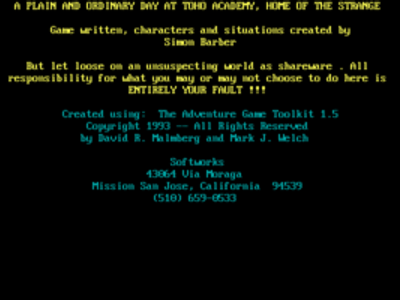 A PLAIN AND ORDINARY DAY AT TOHO ACADEMY, HOME OF THE STRANGE
Game written, characters and situations created by
Simon Barber
But let loose on an unsuspecting world as shareware . All
responsibility for what you may or may not choose to do here is
ENTIRELY YOUR FAULT !!!
Created using:  The Adventure Game Toolkit 1.5
Copyright 1993 -- All Rights Reserved
by David R. Malmberg and Mark J. Welch
Softworks
43064 Via Moraga
Mission San Jose, California  94539
(510) 659-0533